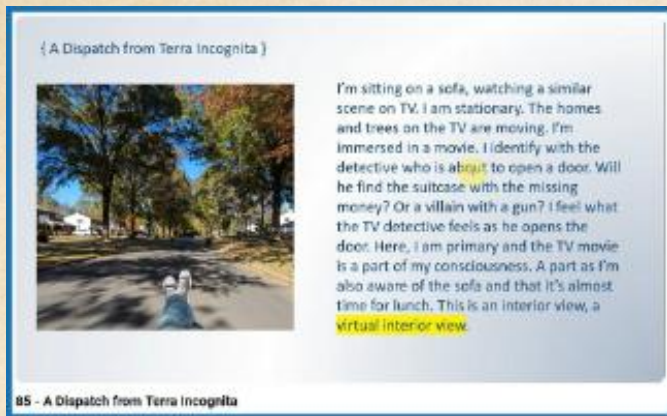 { A Dispatch from Terra Incognita }
I'm sitting on a sofa, watching a similar
scene on TV. I am stationary. The homes
and trees on the TV are moving. I'm
immersed in a movie. I identify with the
detective who is about to open a door. Will
he find the suitcase with the missing
money? Or a villain with a gun? I feel what
the TV detective feels as he opens the
door. Here, I am primary and the TV movie
is a part of my consciousness. A part as I'm
also aware of the sofa and that it's almost
time for lunch. This is an interior view, a
virtual interior view.
85 - A Dispatch from Terra Incognita